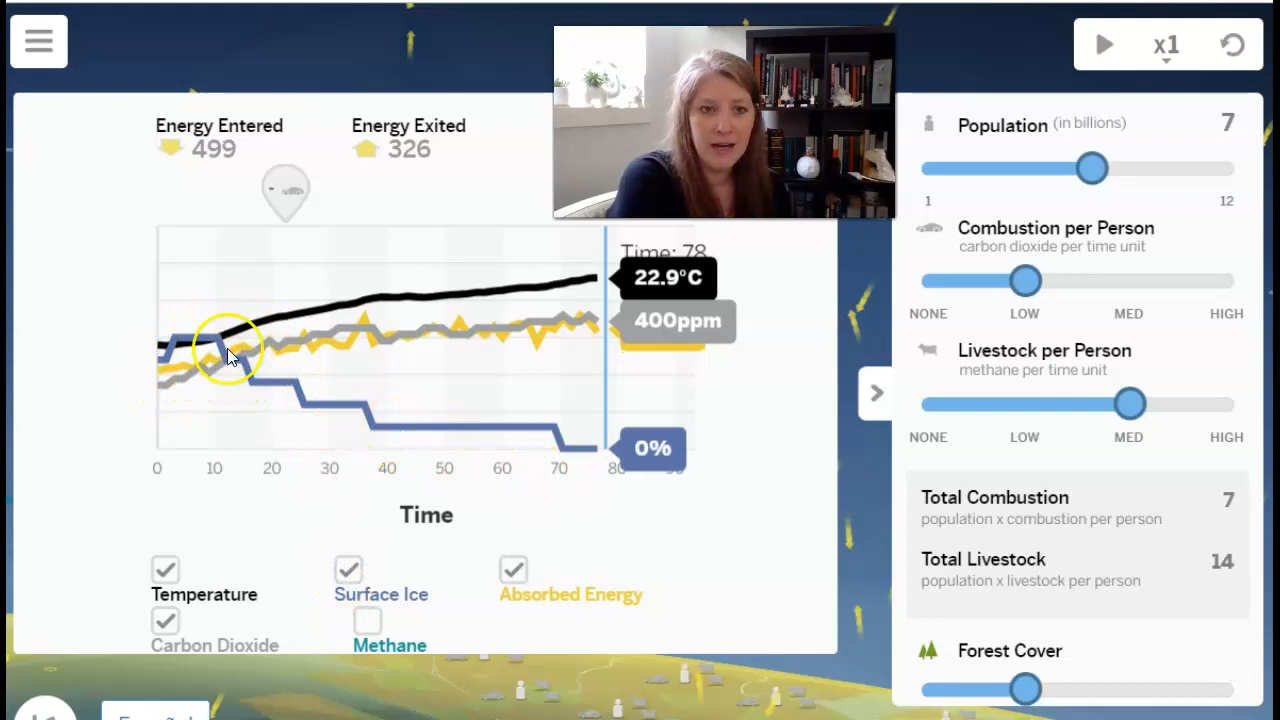 x1
Energy Entered
499
Energy Exited
326
Time: 78
22.9°C
400ppm
0%
0 10 20 30 40 50 60 70 80
Time
Temperature
Surface Ice
Absorbed Energy
Carbon Dioxide
Methane
Population (in billions) 7
1 12
Combustion per Person
carbon dioxide per time unit
NONE LOW MED HIGH
Livestock per Person
methane per time unit
NONE LOW MED HIGH
Total Combustion 7
population x combustion per person
Total Livestock 14
population x livestock per person
Forest Cover
Español